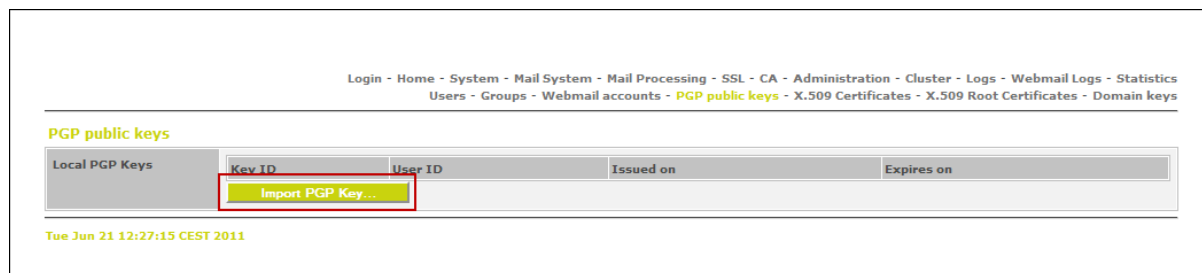 Login - Home - System - Mail System - Mail Processing - SSL - CA - Administration - Cluster - Logs - Webmail Logs - Statistics
Users - Groups - Webmail accounts - PGP public keys - X.509 Certificates - X.509 Root Certificates - Domain keys
PGP public keys
Local PGP Keys Key ID User ID Issued on Expires on
Import PGP Key...
Tue Jun 21 12:27:15 CEST 2011